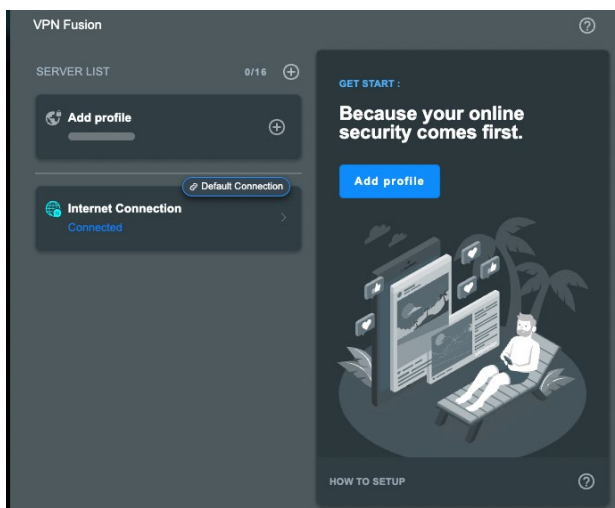 VPN Fusion
SERVER LIST 0/16
Add profile
Default Connection
Internet Connection
Connected
GET START :
Because your online
security comes first.
Add profile
HOW TO SETUP